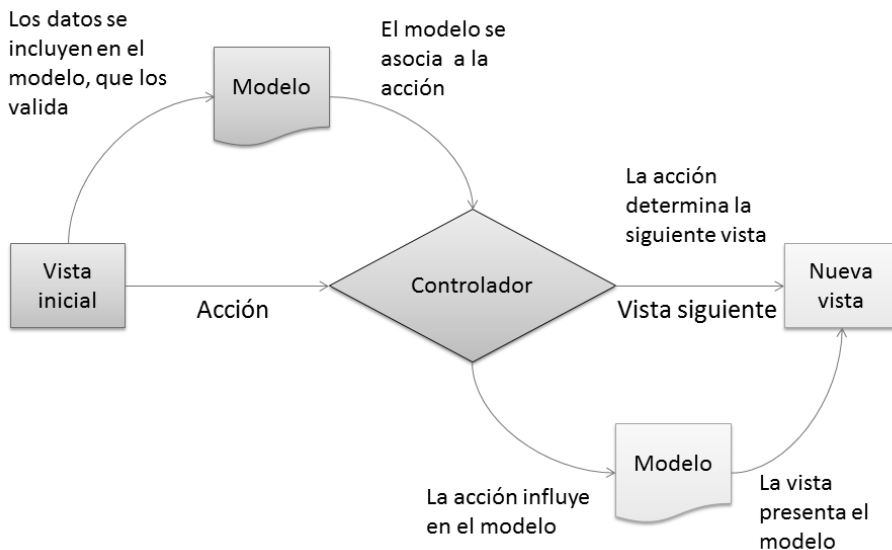 Los datos se
incluyen en el
modelo, que los
valida
Modelo
El modelo se
asocia a la
acción
La acción
determina la
siguiente vista
Vista
inicial
Acción
Controlador
Vista siguiente
Nueva
vista
La acción influye
en el modelo
Modelo
La vista
presenta el
modelo